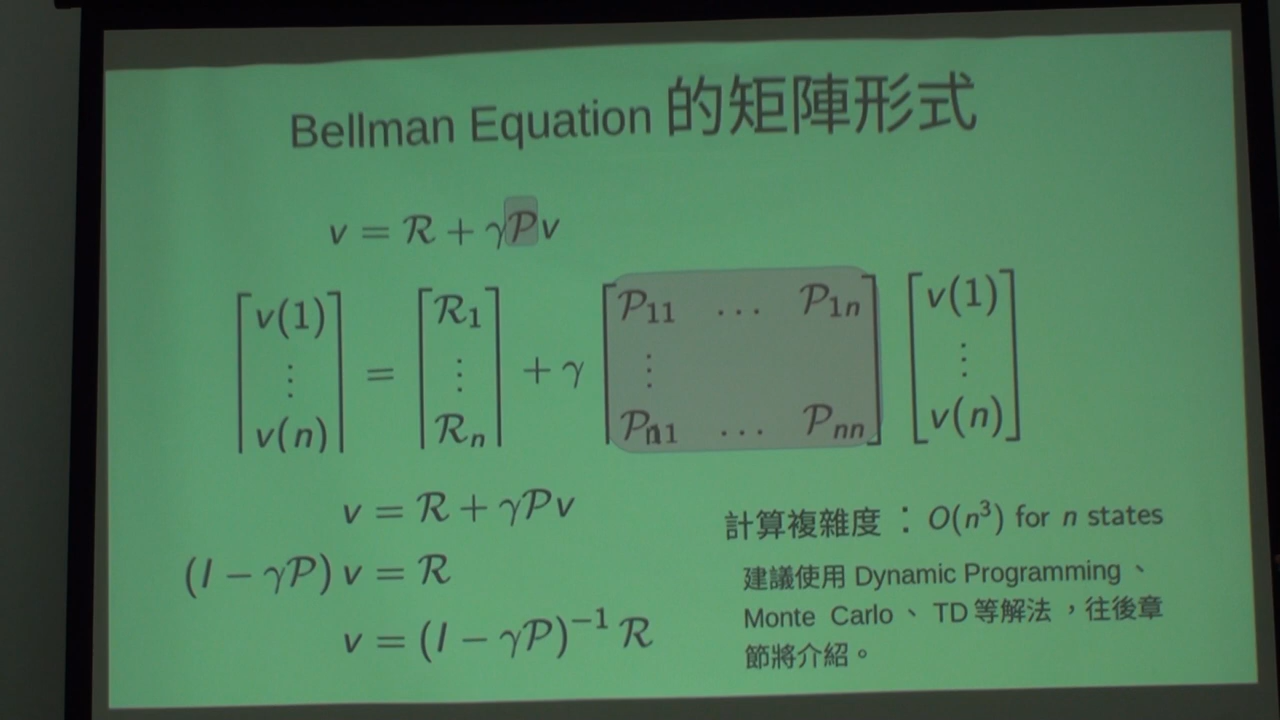 Bellman Equation 的矩陣形式
v = R + γPv
[v(1) ⋮ v(n)] = [R₁ ⋮ Rₙ] + γ [P₁₁ … P₁ₙ ⋮ Pₙ₁ … Pₙₙ] [v(1) ⋮ v(n)]
v = R + γPv
(I − γP) v = R
v = (I − γP)⁻¹ R
計算複雜度：O(n³) for n states
建議使用 Dynamic Programming、
Monte Carlo、TD 等解法，往後章
節將介紹。